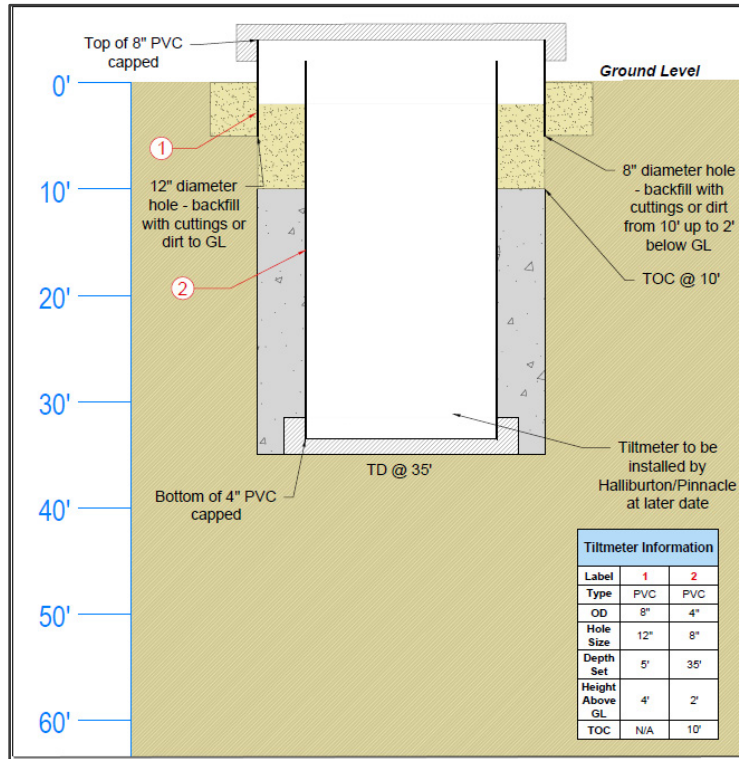 Top of 8" PVC
capped
Ground Level
0'
1
10'
12" diameter
hole - backfill
with cuttings or
dirt to GL
8" diameter hole
- backfill with
cuttings or dirt
from 10' up to 2'
below GL
TOC @ 10'
2
20'
30'
40'
50'
60'
TD @ 35'
Bottom of 4" PVC
capped
Tiltmeter to be
installed by
Halliburton/Pinnacle
at later date
Tiltmeter Information
Label 1 2
Type PVC PVC
OD 8" 4"
Hole
Size 12" 8"
Depth
Set 5' 35'
Height
Above
GL 4' 2'
TOC N/A 10'